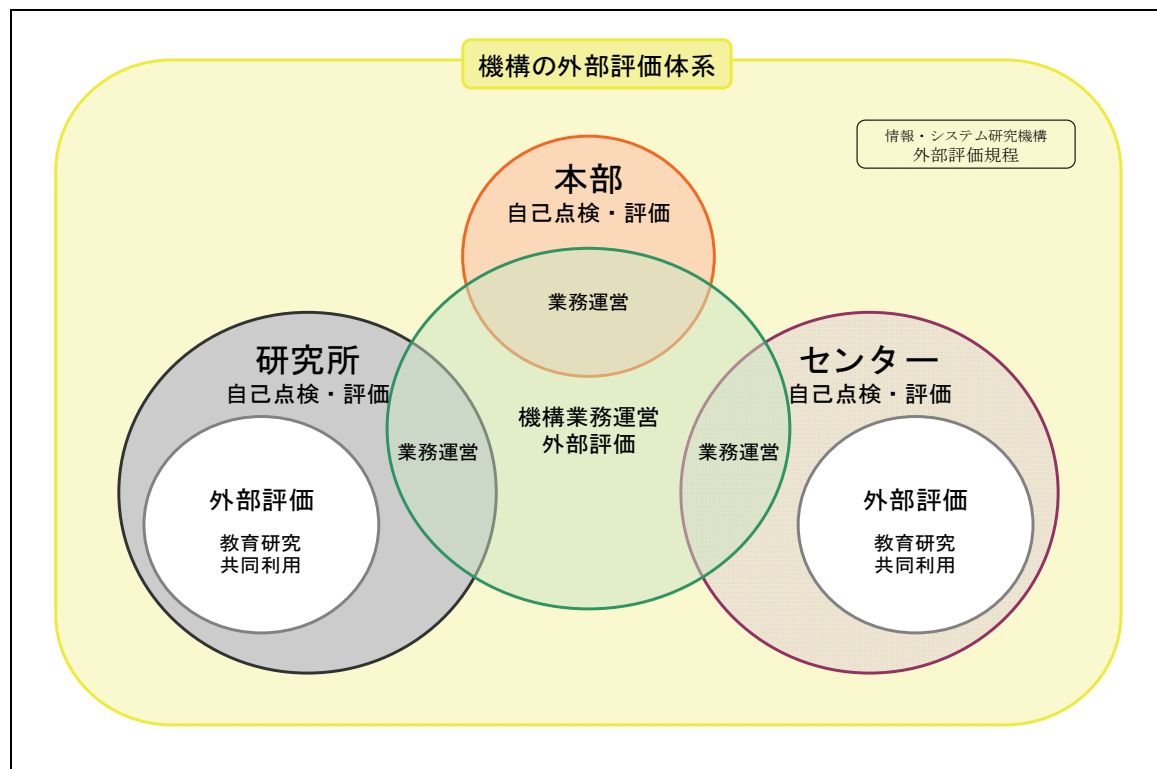 機構の外部評価体系
情報・システム研究機構
外部評価規程
本部
自己点検・評価
業務運営
研究所
自己点検・評価
業務運営
外部評価
教育研究
共同利用
機構業務運営
外部評価
センター
自己点検・評価
業務運営
外部評価
教育研究
共同利用